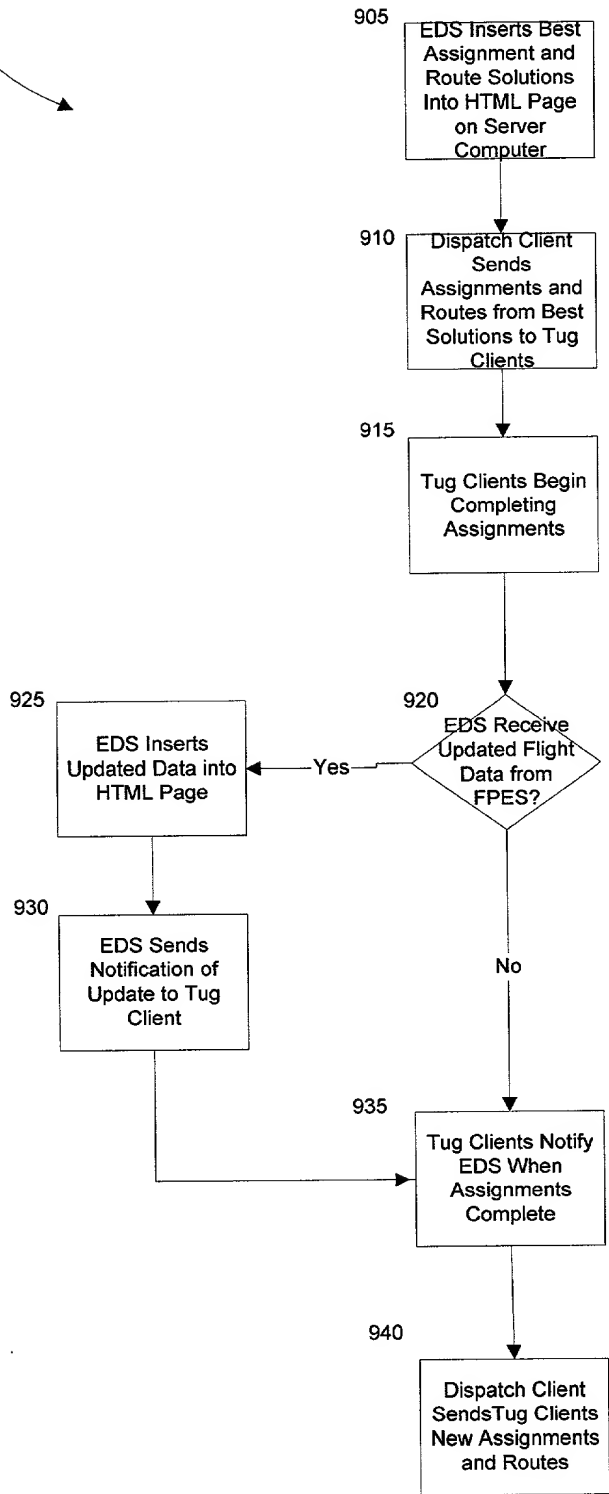 905
EDS Inserts Best
Assignment and
Route Solutions
Into HTML Page
on Server
Computer
910
Dispatch Client
Sends
Assignments and
Routes from Best
Solutions to Tug
Clients
915
Tug Clients Begin
Completing
Assignments
920
EDS Receive
Updated Flight
Data from
FPES?
Yes
925
EDS Inserts
Updated Data into
HTML Page
930
EDS Sends
Notification of
Update to Tug
Client
No
935
Tug Clients Notify
EDS When
Assignments
Complete
940
Dispatch Client
SendsTug Clients
New Assignments
and Routes